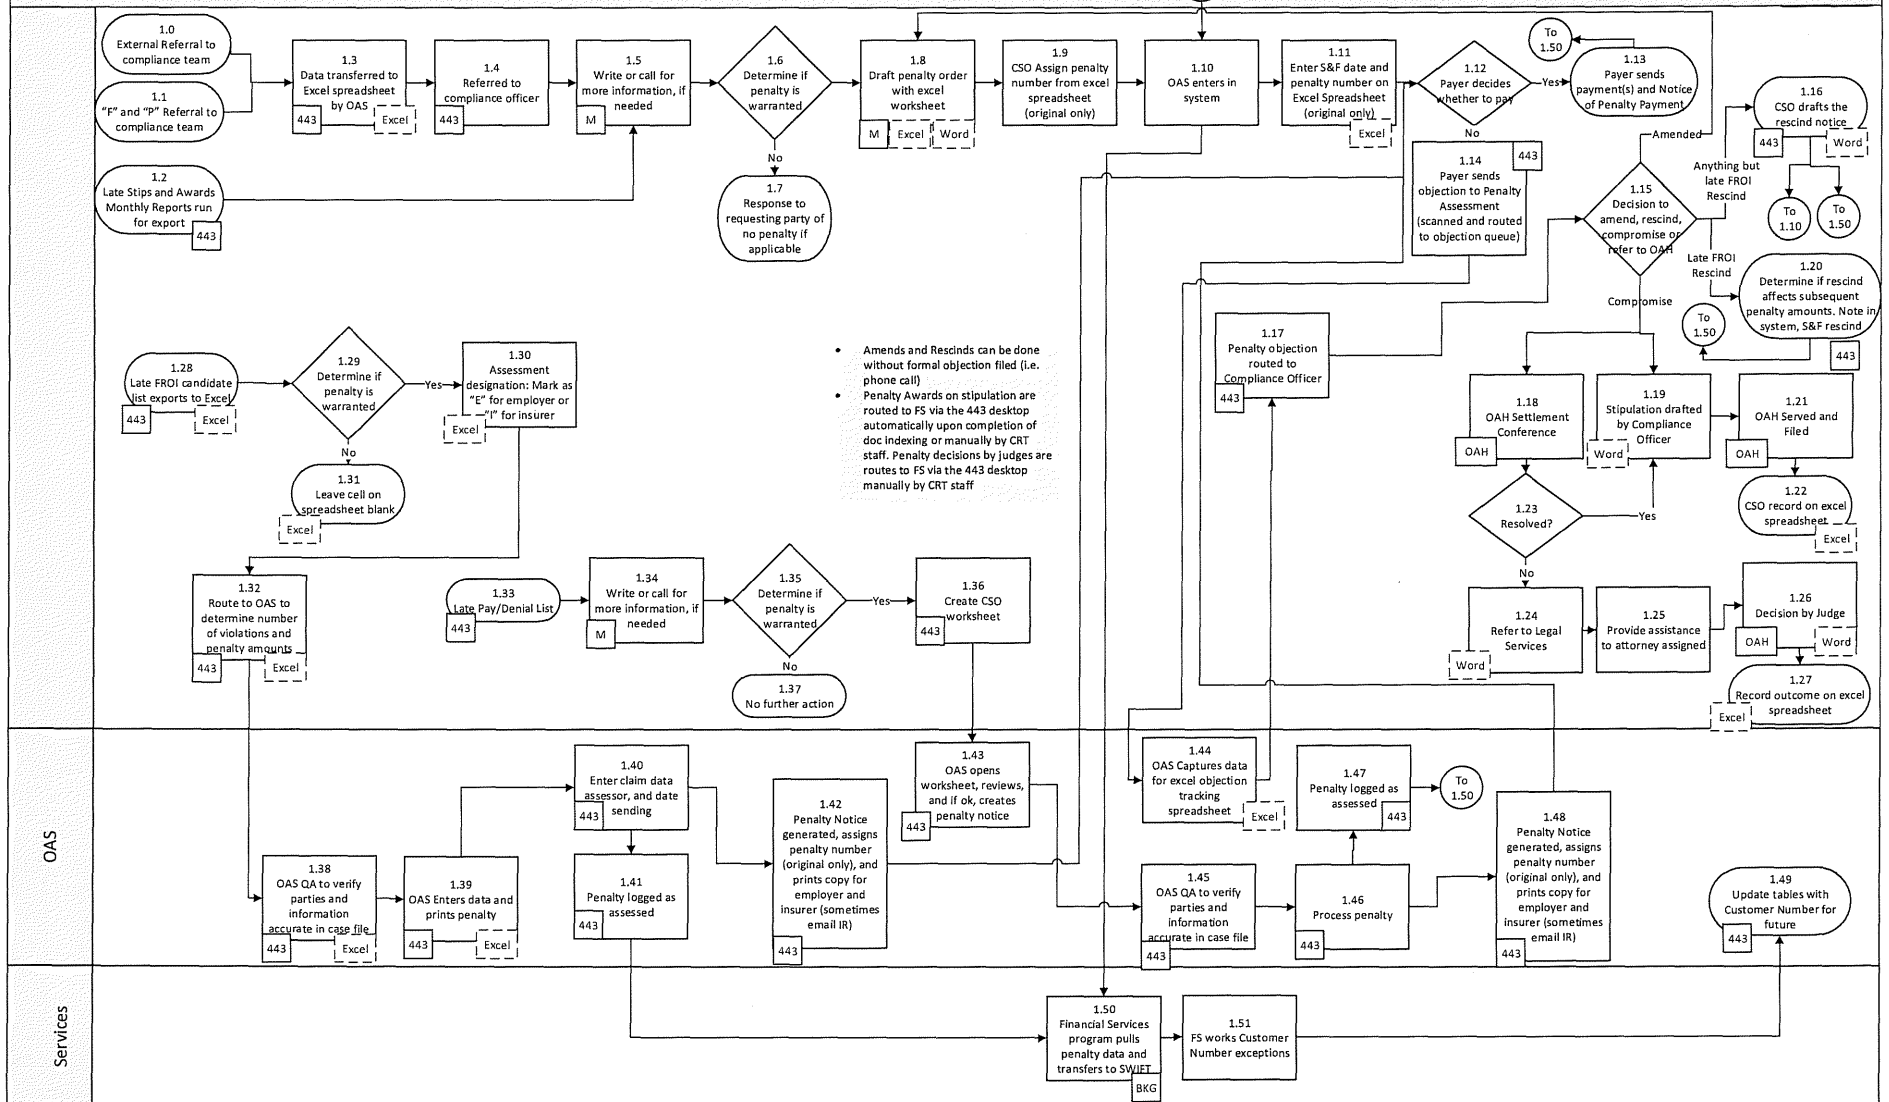 1.0
External Referral to
compliance team
1.1
"F" and "P" Referral to
compliance team
1.2
Late Stips and Awards
Monthly Reports run
for export
443
1.3
Data transferred to
Excel spreadsheet
by OAS
443
Excel
1.4
Referred to
compliance officer
443
1.5
Write or call for
more information, if
needed
M
1.6
Determine if
penalty is
warranted
No
1.7
Response to
requesting party of
no penalty if
applicable
1.8
Draft penalty order
with excel
worksheet
M
Excel
Word
1.9
CSO Assign penalty
number from excel
spreadsheet
(original only)
1.10
OAS enters in
system
1.11
Enter S&F date and
penalty number on
Excel Spreadsheet
(original only)
Excel
1.12
Payer decides
whether to pay
Yes
No
To
1.50
1.13
Payer sends
payment(s) and Notice
of Penalty Payment
1.14
443
Payer sends
objection to Penalty
Assessment
(scanned and routed
to objection queue)
1.15
Decision to
amend, rescind,
compromise or
refer to OAH
Amended
Anything but
late FROI
Rescind
Late FROI
Rescind
Compromise
1.16
CSO drafts the
rescind notice
443
Word
To
1.10
To
1.50
1.20
Determine if rescind
affects subsequent
penalty amounts. Note in
system, S&F rescind
443
To
1.50
1.17
Penalty objection
routed to
Compliance Officer
443
1.18
OAH Settlement
Conference
OAH
1.19
Stipulation drafted
by Compliance
Officer
Word
1.21
OAH Served and
Filed
OAH
1.22
CSO record on excel
spreadsheet
Excel
1.23
Resolved?
Yes
No
1.24
Refer to Legal
Services
Word
1.25
Provide assistance
to attorney assigned
1.26
Decision by Judge
OAH
Word
1.27
Record outcome on excel
spreadsheet
Excel
1.28
Late FROI candidate
list exports to Excel
443
Excel
1.29
Determine if
penalty is
warranted
Yes
No
1.30
Assessment
designation: Mark as
"E" for employer or
"I" for insurer
Excel
1.31
Leave cell on
spreadsheet blank
Excel
• Amends and Rescinds can be done
without formal objection filed (i.e.
phone call)
• Penalty Awards on stipulation are
routed to FS via the 443 desktop
automatically upon completion of
doc indexing or manually by CRT
staff. Penalty decisions by judges are
routes to FS via the 443 desktop
manually by CRT staff
1.32
Route to OAS to
determine number
of violations and
penalty amounts
443
Excel
1.33
Late Pay/Denial List
443
1.34
Write or call for
more information, if
needed
M
1.35
Determine if
penalty is
warranted
Yes
No
1.36
Create CSO
worksheet
443
1.37
No further action
OAS
1.38
OAS QA to verify
parties and
information
accurate in case file
443
Excel
1.39
OAS Enters data and
prints penalty
443
Excel
1.40
Enter claim data
assessor, and date
sending
443
1.41
Penalty logged as
assessed
443
1.42
Penalty Notice
generated, assigns
penalty number
(original only), and
prints copy for
employer and
insurer (sometimes
email IR)
443
1.43
OAS opens
worksheet, reviews,
and if ok, creates
penalty notice
443
1.44
OAS Captures data
for excel objection
tracking
spreadsheet
Excel
1.45
OAS QA to verify
parties and
information
accurate in case file
443
1.46
Process penalty
443
1.47
Penalty logged as
assessed
443
To
1.50
1.48
Penalty Notice
generated, assigns
penalty number
(original only), and
prints copy for
employer and
insurer (sometimes
email IR)
443
1.49
Update tables with
Customer Number for
future
443
Services
1.50
Financial Services
program pulls
penalty data and
transfers to SWIFT
BKG
1.51
FS works Customer
Number exceptions